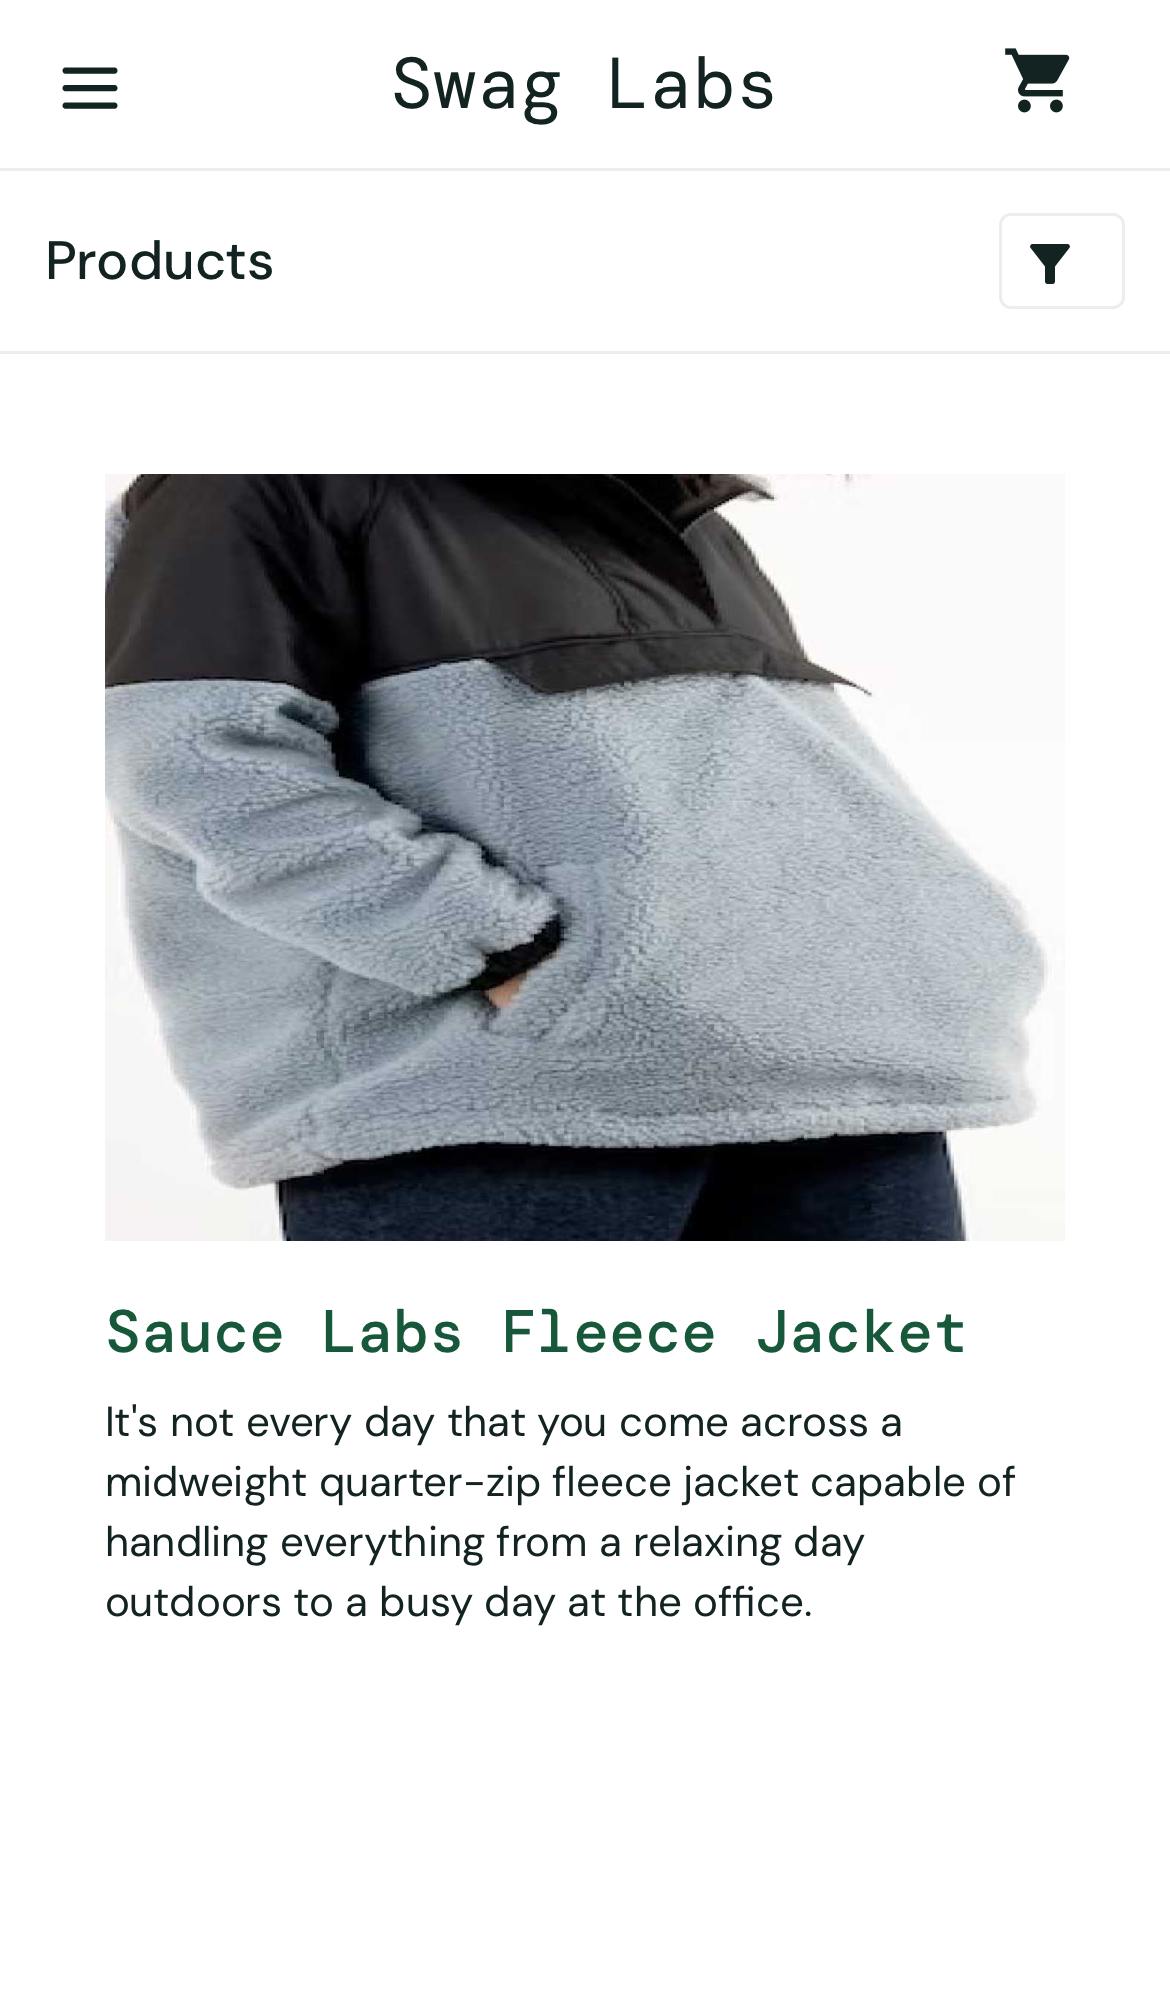 Swag Labs
Products
Sauce Labs Fleece Jacket
It's not every day that you come across a
midweight quarter-zip fleece jacket capable of
handling everything from a relaxing day
outdoors to a busy day at the office.